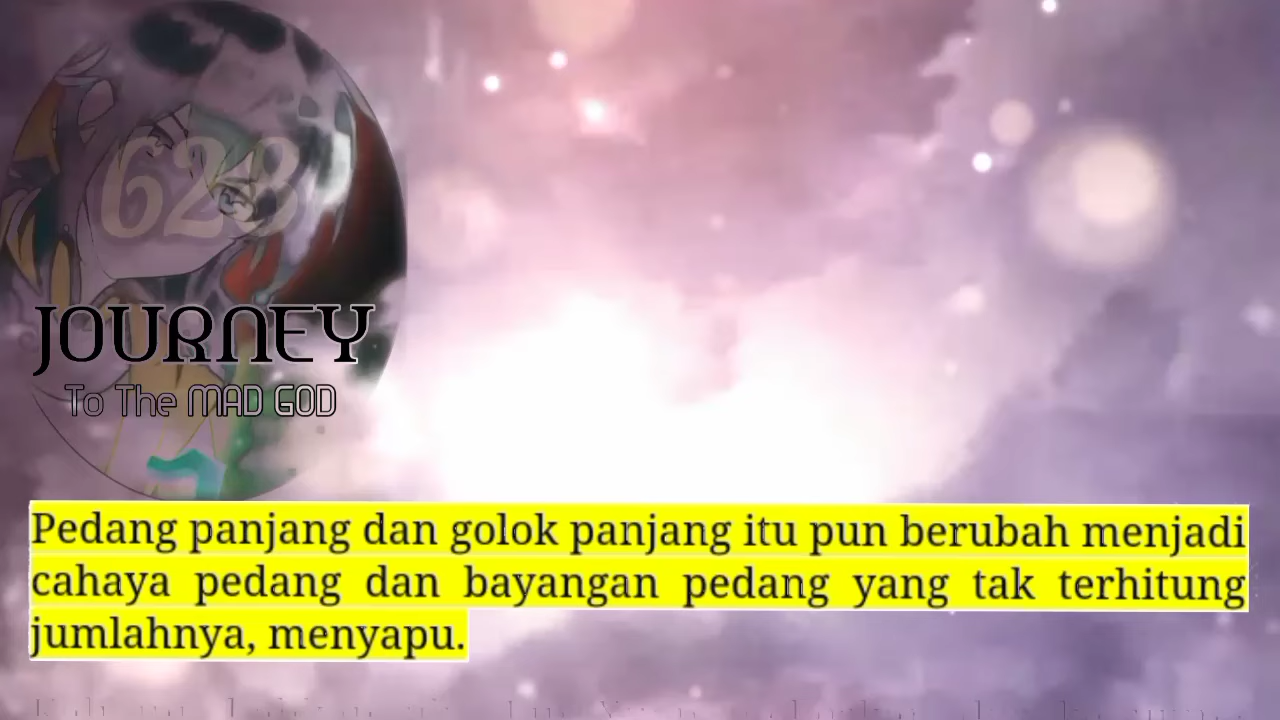 628
JOURNEY
To The MAD GOD
Pedang panjang dan golok panjang itu pun berubah menjadi
cahaya pedang dan bayangan pedang yang tak terhitung
jumlahnya, menyapu.